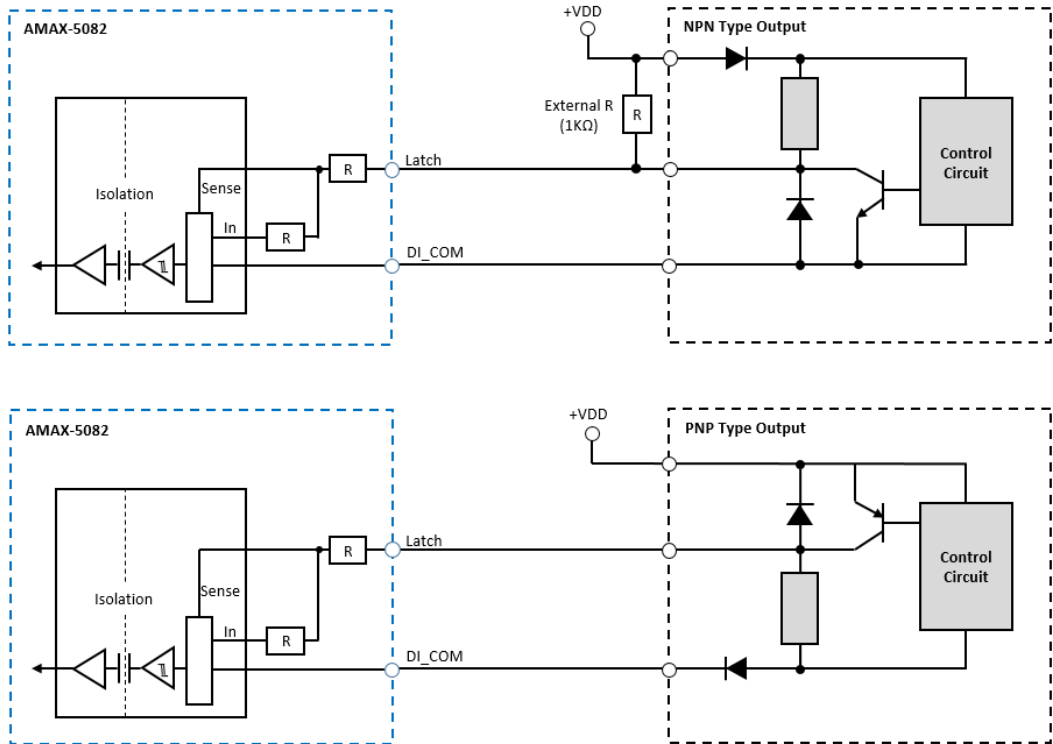 AMAX-5082
+VDD
NPN Type Output
External R
(1KΩ)
R
Control
Circuit
Latch
R
Isolation
Sense
In
R
DI_COM
AMAX-5082
+VDD
PNP Type Output
Latch
R
Control
Circuit
Isolation
Sense
In
R
DI_COM